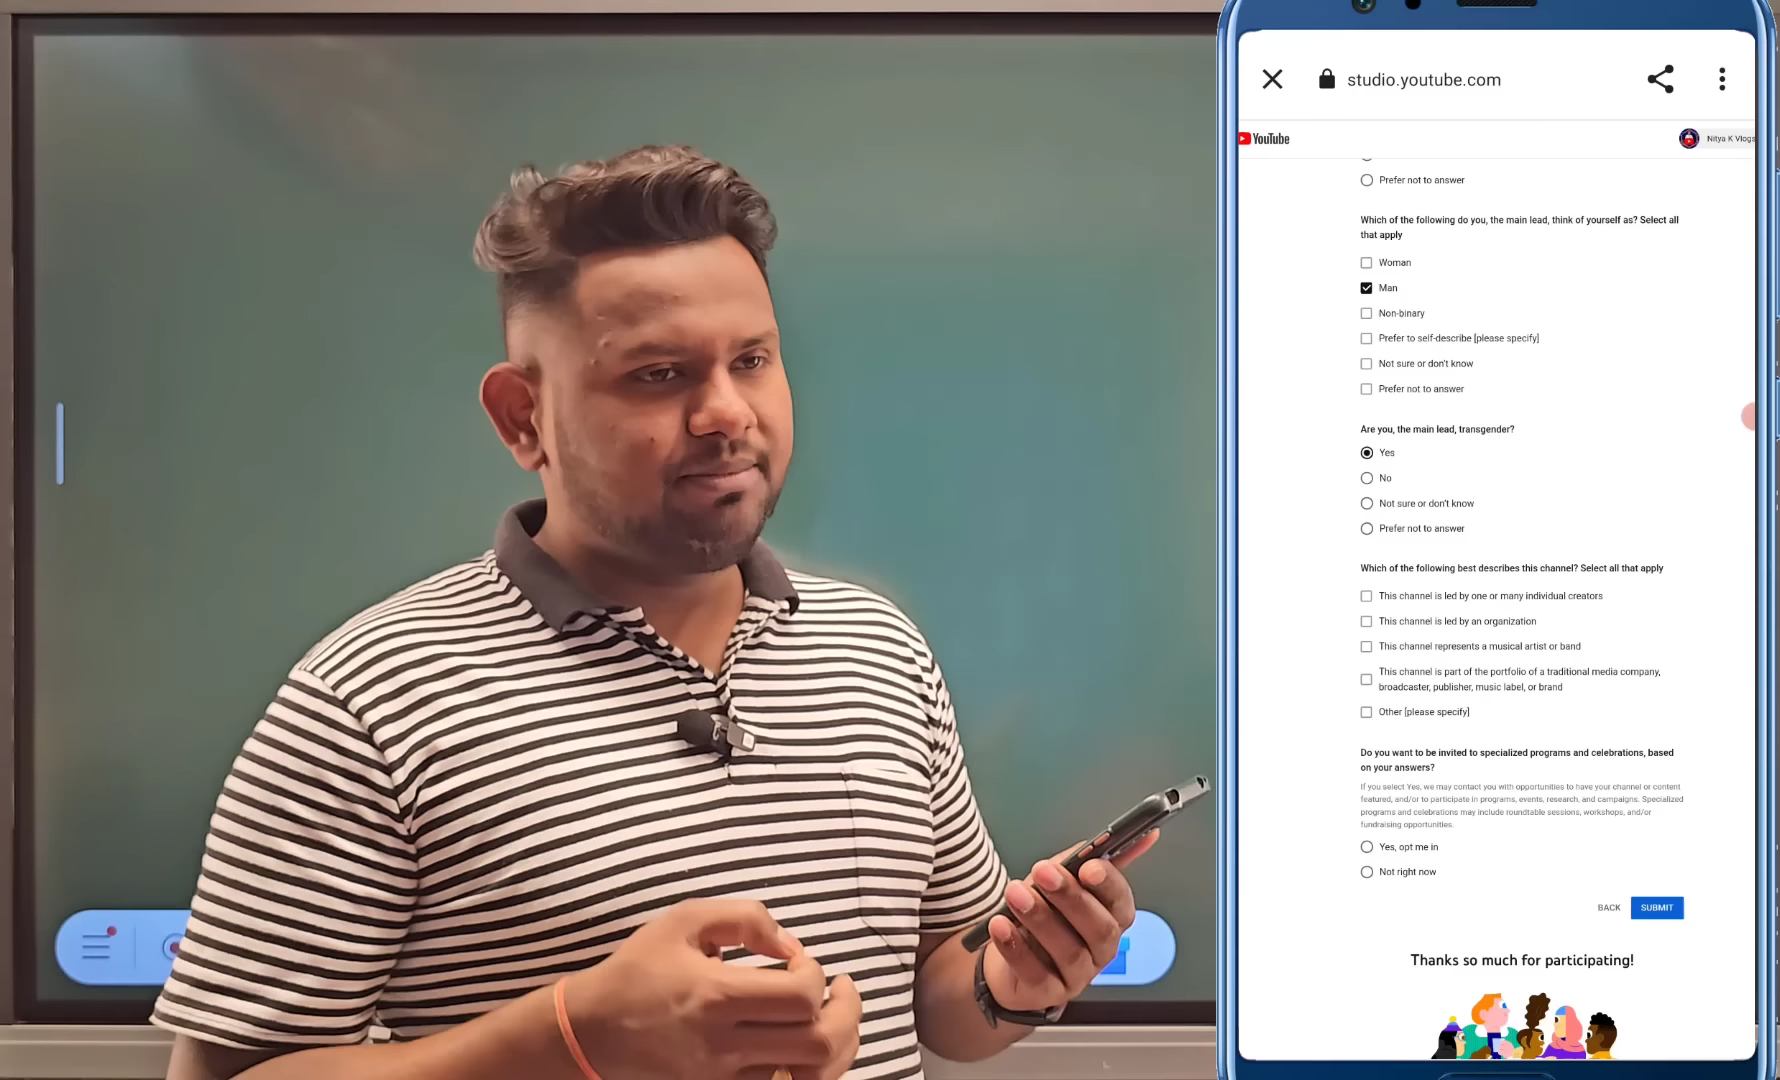 studio.youtube.com
YouTube
Nitya K Vlogs
Prefer not to answer
Which of the following do you, the main lead, think of yourself as? Select all
that apply
Woman
Man
Non-binary
Prefer to self-describe [please specify]
Not sure or don't know
Prefer not to answer
Are you, the main lead, transgender?
Yes
No
Not sure or don't know
Prefer not to answer
Which of the following best describes this channel? Select all that apply
This channel is led by one or many individual creators
This channel is led by an organization
This channel represents a musical artist or band
This channel is part of the portfolio of a traditional media company,
broadcaster, publisher, music label, or brand
Other [please specify]
Do you want to be invited to specialized programs and celebrations, based
on your answers?
If you select Yes, we may contact you with opportunities to have your channel or content
featured, and/or to participate in programs, events, research, and campaigns. Specialized
programs and celebrations may include roundtable sessions, workshops, and/or
fundraising opportunities.
Yes, opt me in
Not right now
BACK SUBMIT
Thanks so much for participating!